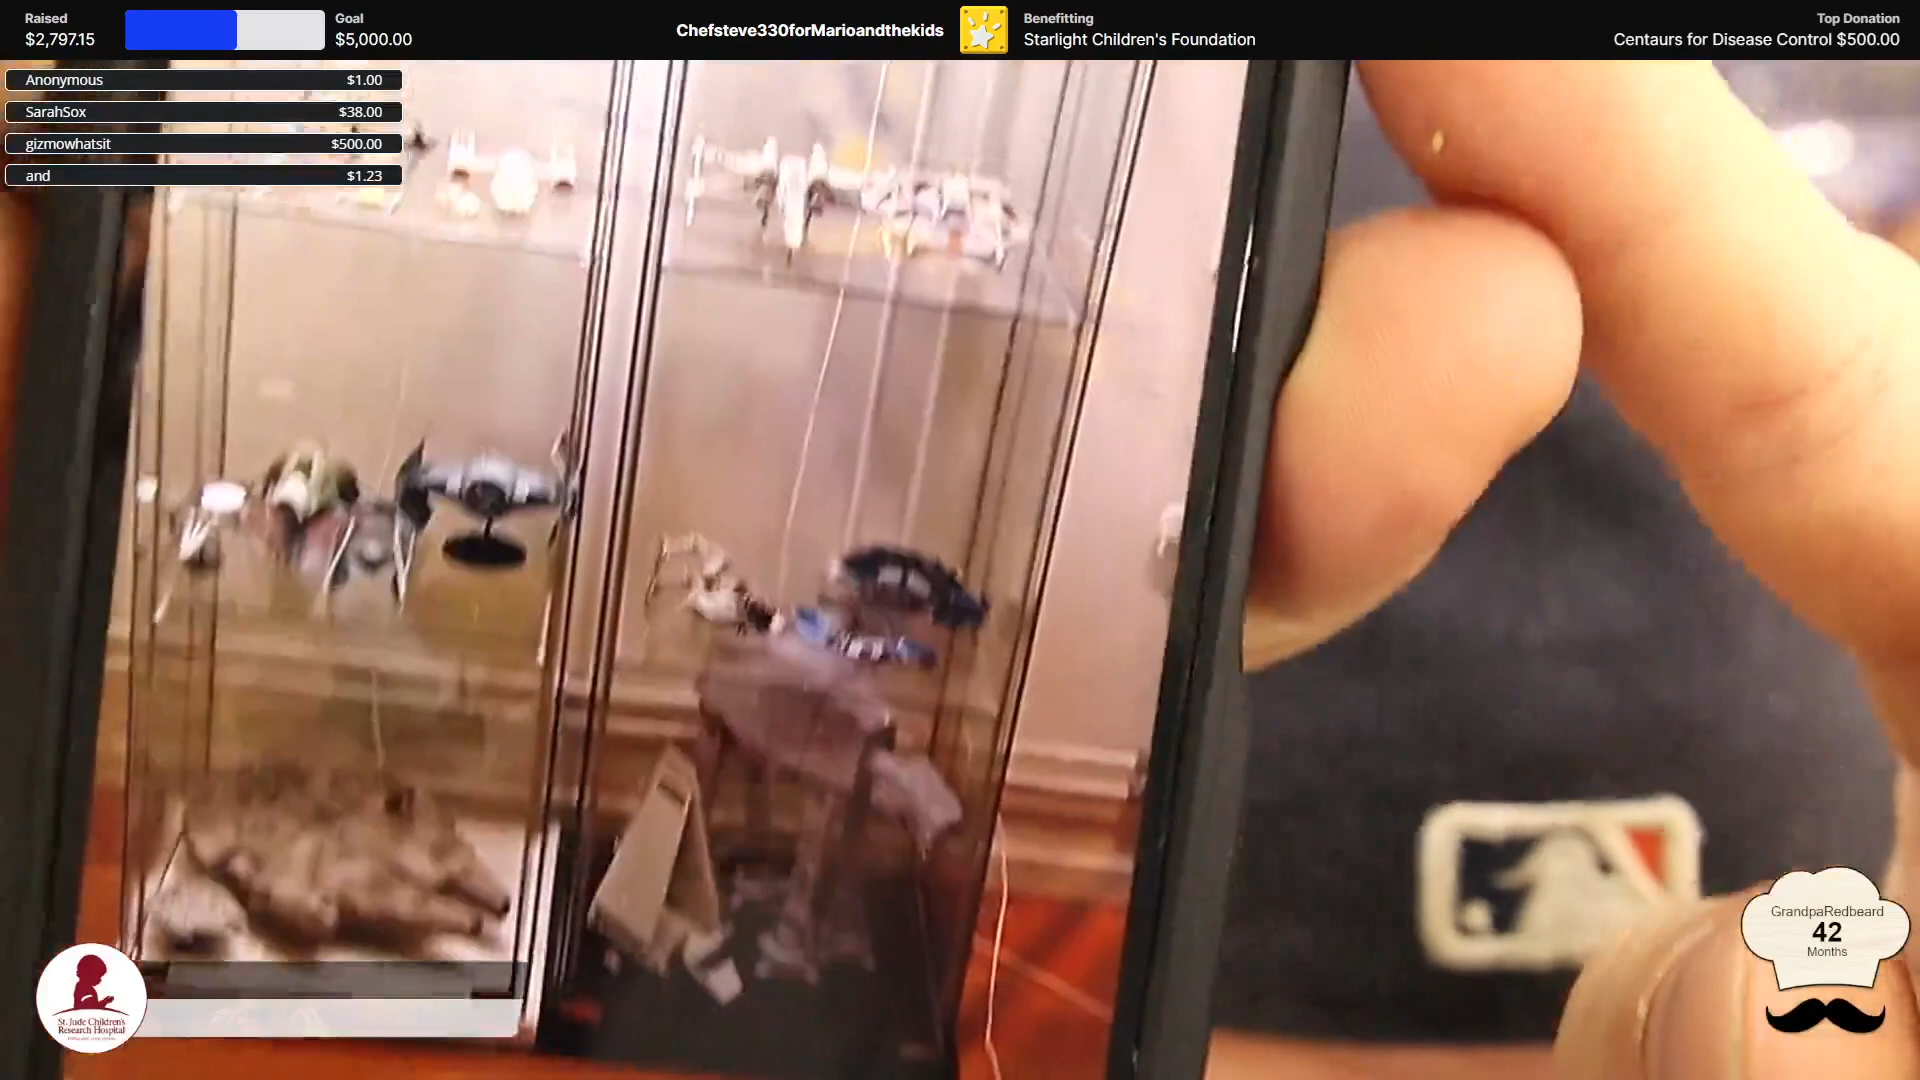 Raised
$2,797.15
Goal
$5,000.00
Chefsteve330forMarioandthekids
Benefitting
Starlight Children's Foundation
Top Donation
Centaurs for Disease Control $500.00
Anonymous $1.00
SarahSox $38.00
gizmowhatsit $500.00
and $1.23
St. Jude Children's
Research Hospital
GrandpaRedbeard
42
Months